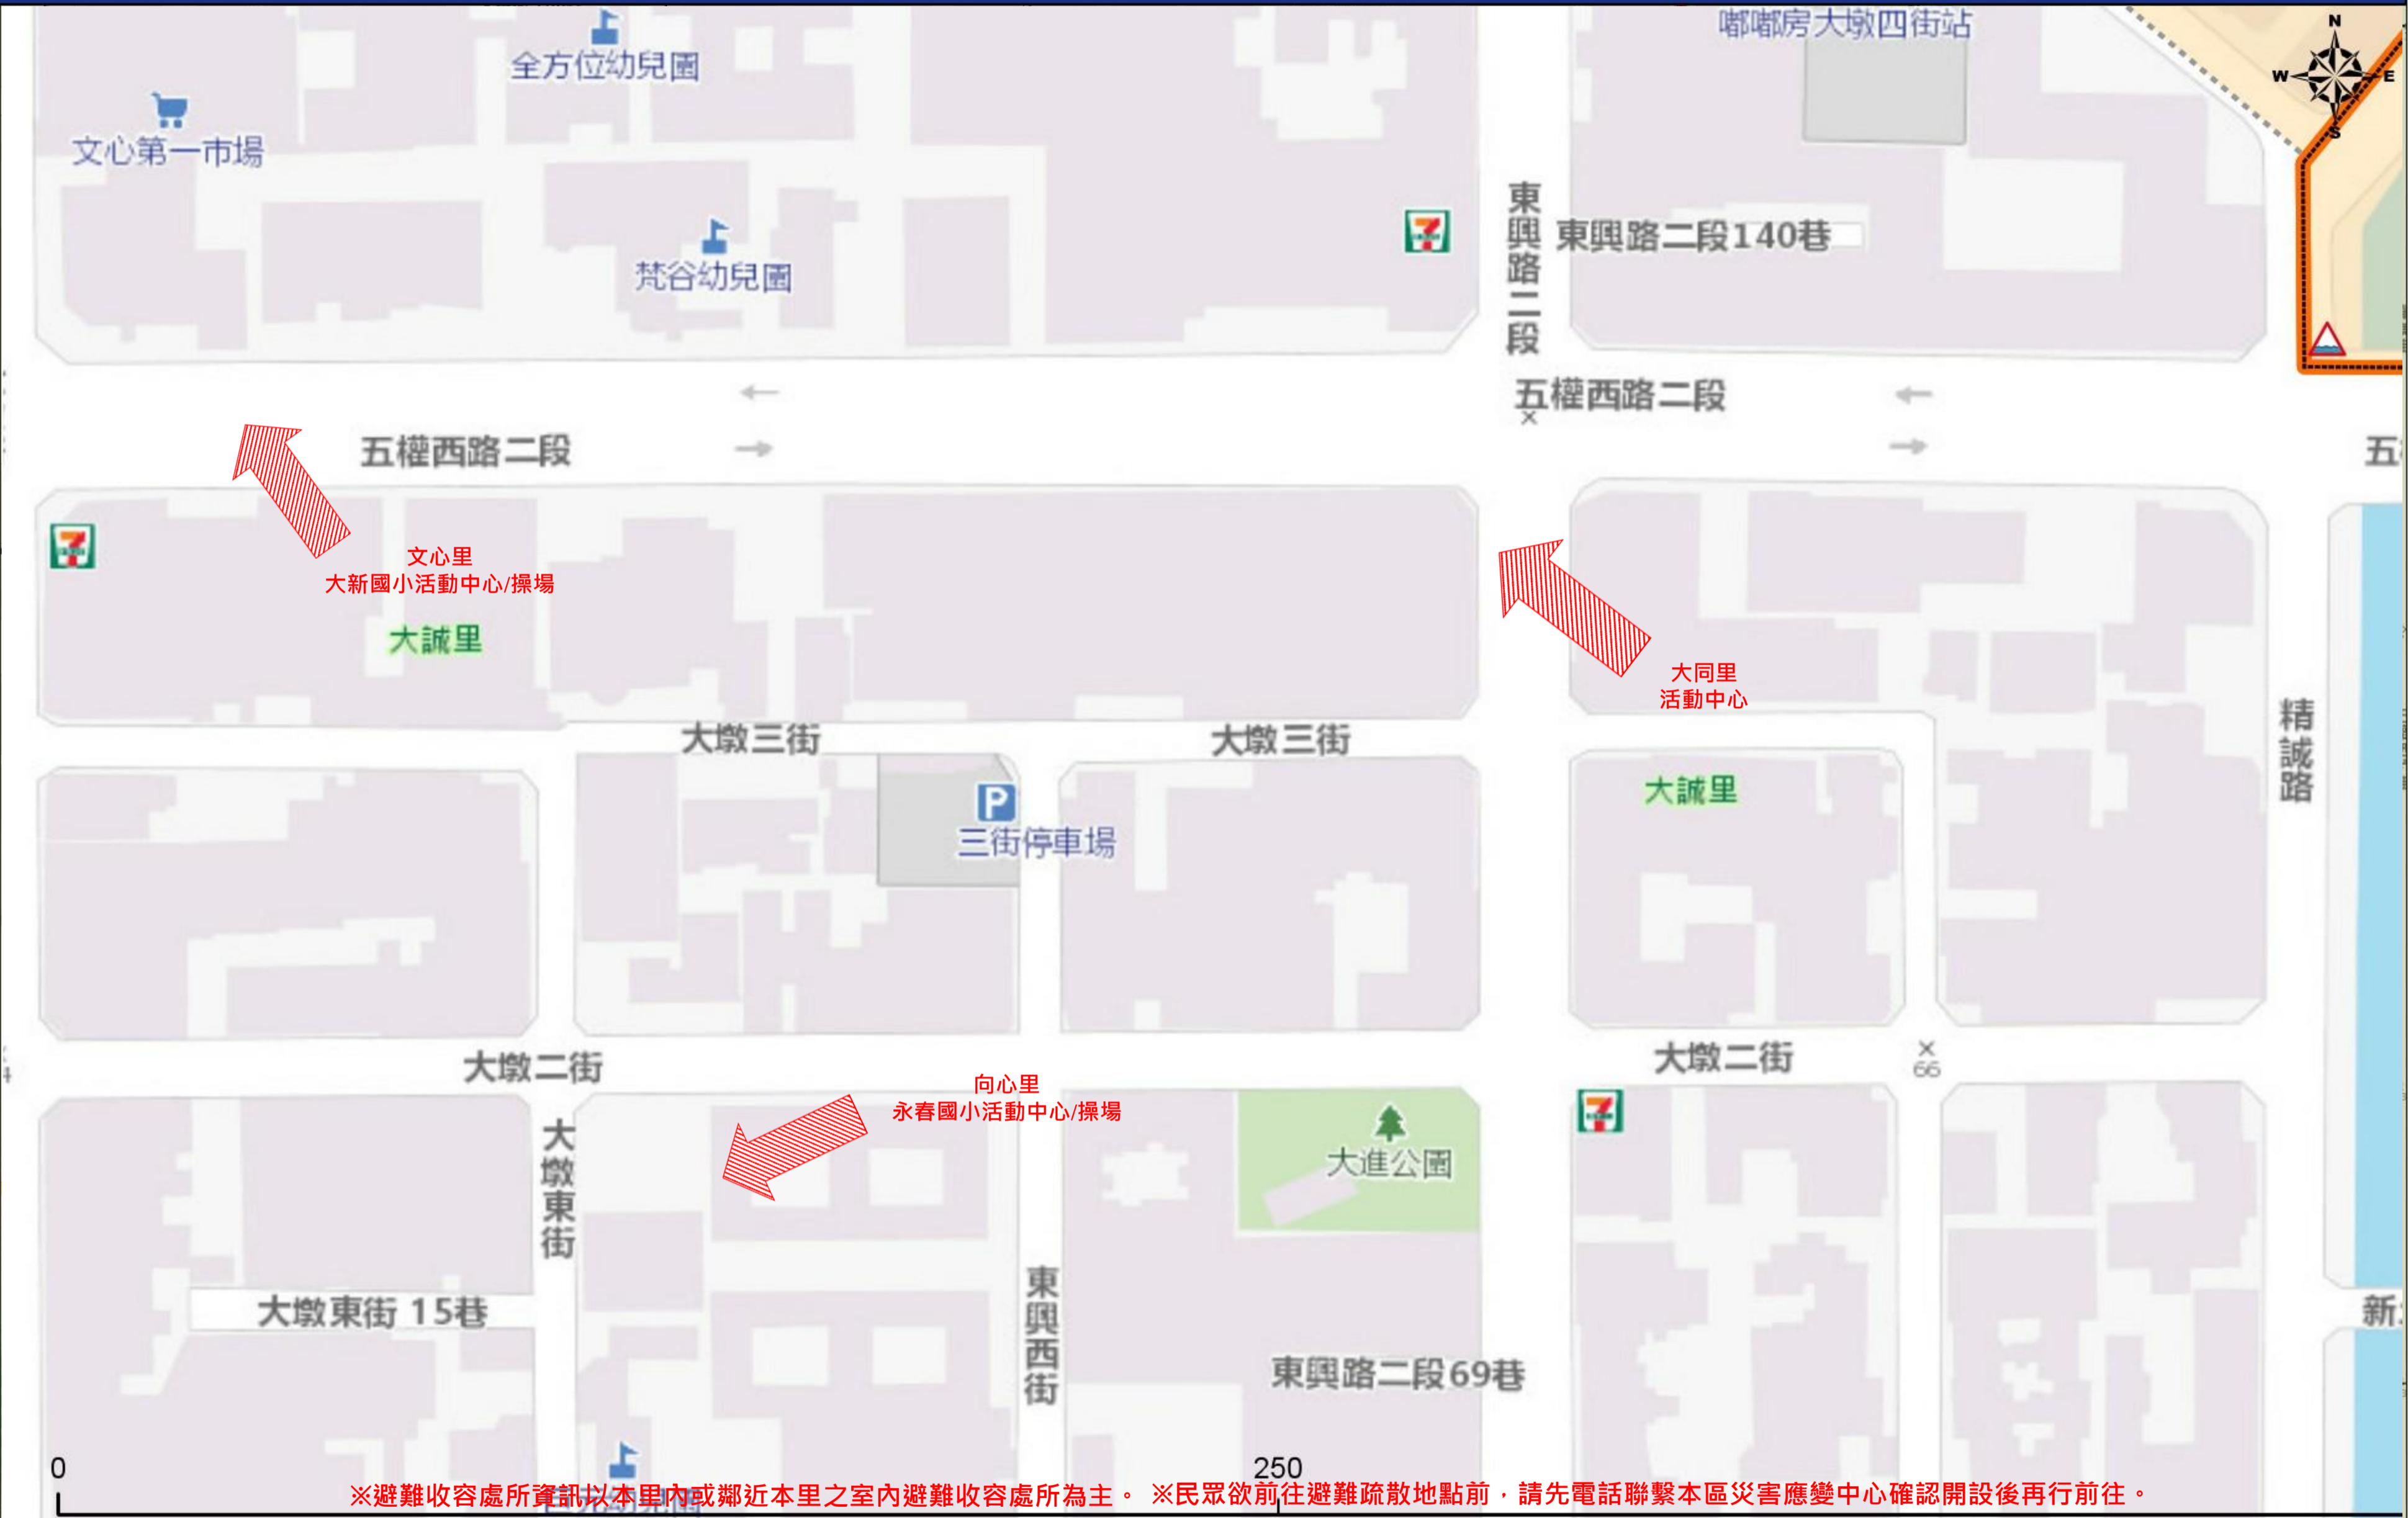 嘟嘟房大墩四街站
N
W
E
S
全方位幼兒園
文心第一市場
東興路二段
東興路二段140巷
梵谷幼兒園
五權西路二段
五權西路二段
五
文心里
大新國小活動中心/操場
大誠里
大同里
活動中心
大墩三街
大墩三街
精誠路
大誠里
P
三街停車場
大墩二街
大墩二街
66
向心里
永春國小活動中心/操場
大墩東街
大進公園
大墩東街 15巷
東興西街
新
東興路二段69巷
0
250
※避難收容處所資訊以本里內或鄰近本里之室內避難收容處所為主。 ※民眾欲前往避難疏散地點前，請先電話聯繫本區災害應變中心確認開設後再行前往。